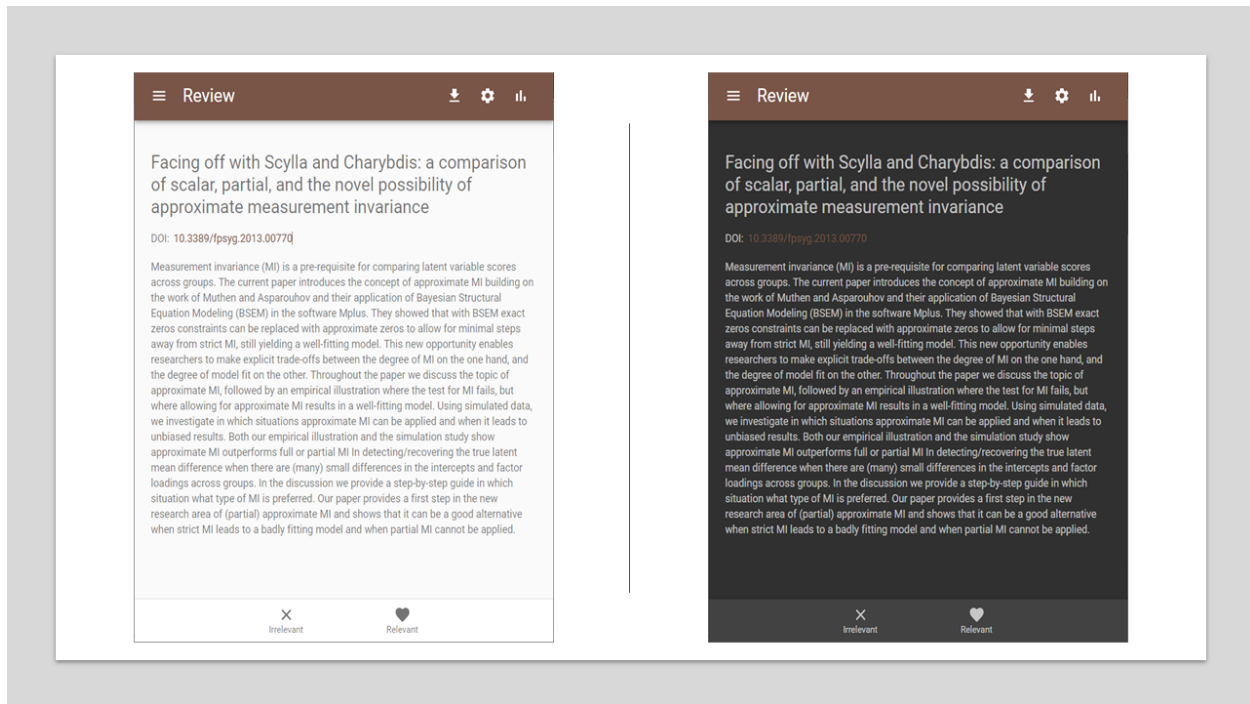 Review
Facing off with Scylla and Charybdis: a comparison
of scalar, partial, and the novel possibility of
approximate measurement invariance
DOI: 10.3389/fpsyg.2013.00770
Measurement invariance (MI) is a pre-requisite for comparing latent variable scores
across groups. The current paper introduces the concept of approximate MI building on
the work of Muthen and Asparouhov and their application of Bayesian Structural
Equation Modeling (BSEM) in the software Mplus. They showed that with BSEM exact
zeros constraints can be replaced with approximate zeros to allow for minimal steps
away from strict MI, still yielding a well-fitting model. This new opportunity enables
researchers to make explicit trade-offs between the degree of MI on the one hand, and
the degree of model fit on the other. Throughout the paper we discuss the topic of
approximate MI, followed by an empirical illustration where the test for MI fails, but
where allowing for approximate MI results in a well-fitting model. Using simulated data,
we investigate in which situations approximate MI can be applied and when it leads to
unbiased results. Both our empirical illustration and the simulation study show
approximate MI outperforms full or partial MI In detecting/recovering the true latent
mean difference when there are (many) small differences in the intercepts and factor
loadings across groups. In the discussion we provide a step-by-step guide in which
situation what type of MI is preferred. Our paper provides a first step in the new
research area of (partial) approximate MI and shows that it can be a good alternative
when strict MI leads to a badly fitting model and when partial MI cannot be applied.
Irrelevant
Relevant
Review
Facing off with Scylla and Charybdis: a comparison
of scalar, partial, and the novel possibility of
approximate measurement invariance
DOI: 10.3389/fpsyg.2013.00770
Measurement invariance (MI) is a pre-requisite for comparing latent variable scores
across groups. The current paper introduces the concept of approximate MI building on
the work of Muthen and Asparouhov and their application of Bayesian Structural
Equation Modeling (BSEM) in the software Mplus. They showed that with BSEM exact
zeros constraints can be replaced with approximate zeros to allow for minimal steps
away from strict MI, still yielding a well-fitting model. This new opportunity enables
researchers to make explicit trade-offs between the degree of MI on the one hand, and
the degree of model fit on the other. Throughout the paper we discuss the topic of
approximate MI, followed by an empirical illustration where the test for MI fails, but
where allowing for approximate MI results in a well-fitting model. Using simulated data,
we investigate in which situations approximate MI can be applied and when it leads to
unbiased results. Both our empirical illustration and the simulation study show
approximate MI outperforms full or partial MI In detecting/recovering the true latent
mean difference when there are (many) small differences in the intercepts and factor
loadings across groups. In the discussion we provide a step-by-step guide in which
situation what type of MI is preferred. Our paper provides a first step in the new
research area of (partial) approximate MI and shows that it can be a good alternative
when strict MI leads to a badly fitting model and when partial MI cannot be applied.
Irrelevant
Relevant